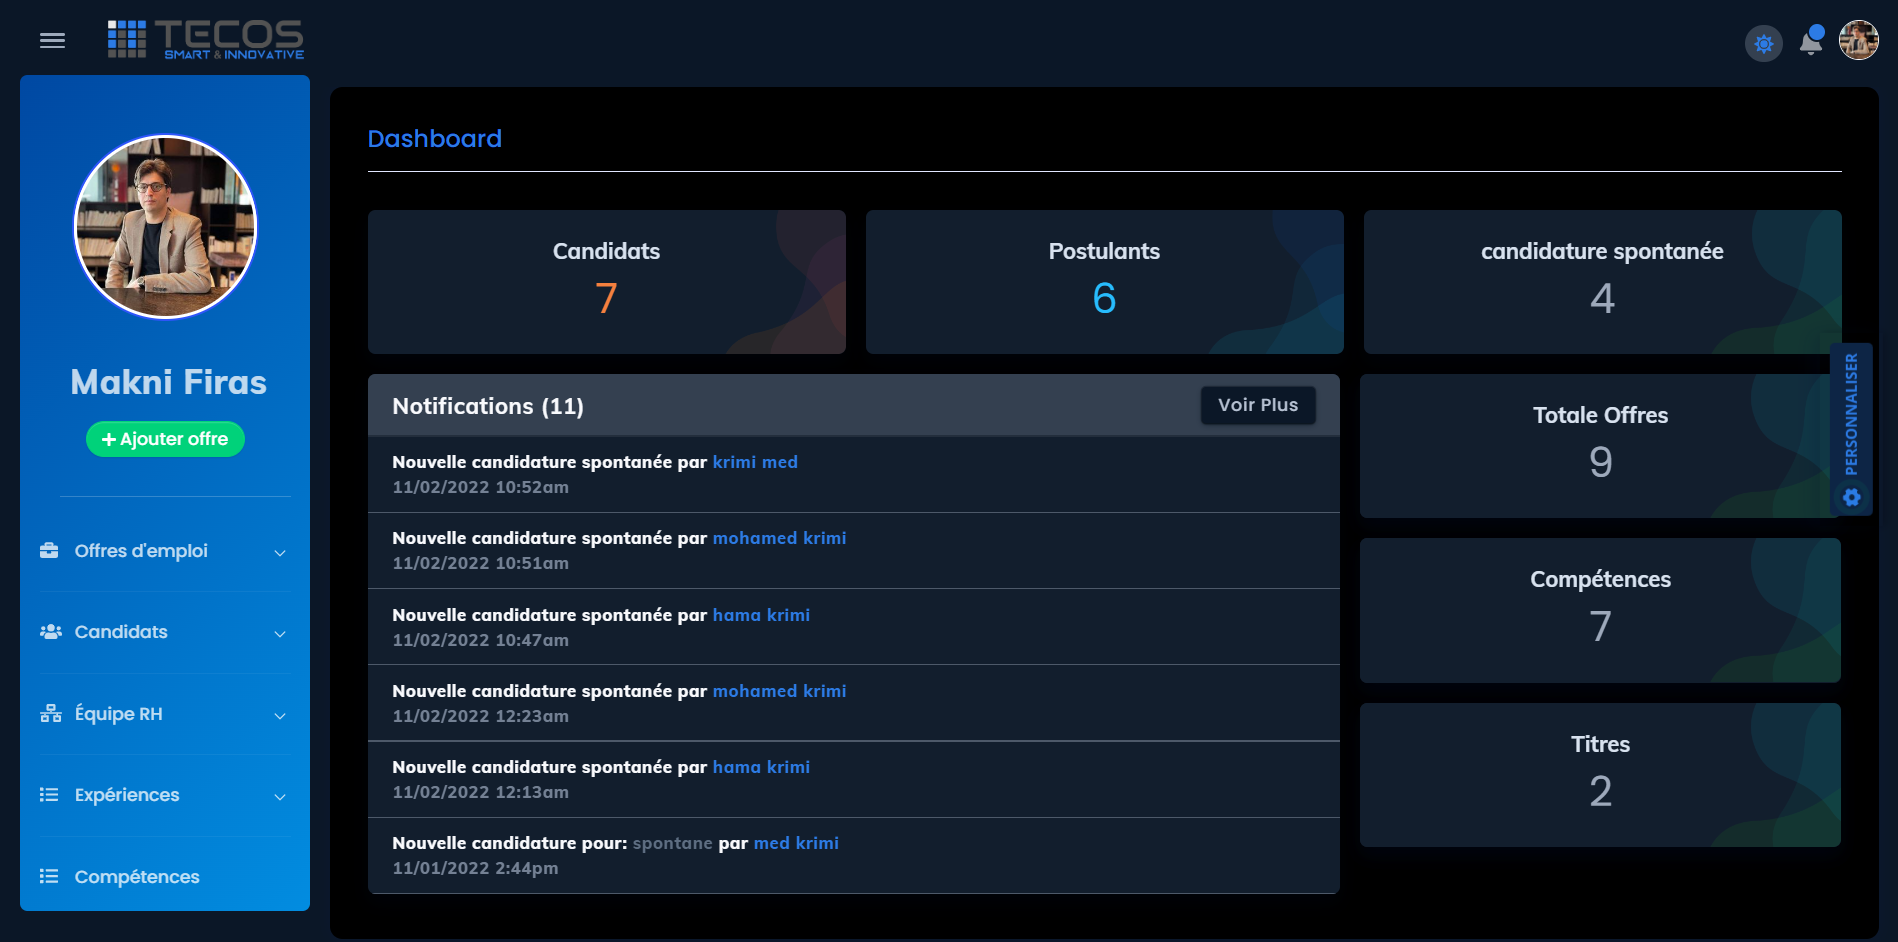 TECOS
SMART & INNOVATIVE
Makni Firas
+ Ajouter offre
Offres d'emploi
Candidats
Équipe RH
Expériences
Compétences
Dashboard
Candidats
7
Postulants
6
candidature spontanée
4
Notifications (11)
Voir Plus
Nouvelle candidature spontanée par krimi med
11/02/2022 10:52am
Nouvelle candidature spontanée par mohamed krimi
11/02/2022 10:51am
Nouvelle candidature spontanée par hama krimi
11/02/2022 10:47am
Nouvelle candidature spontanée par mohamed krimi
11/02/2022 12:23am
Nouvelle candidature spontanée par hama krimi
11/02/2022 12:13am
Nouvelle candidature pour: spontane par med krimi
11/01/2022 2:44pm
Totale Offres
9
Compétences
7
Titres
2
PERSONNALISER